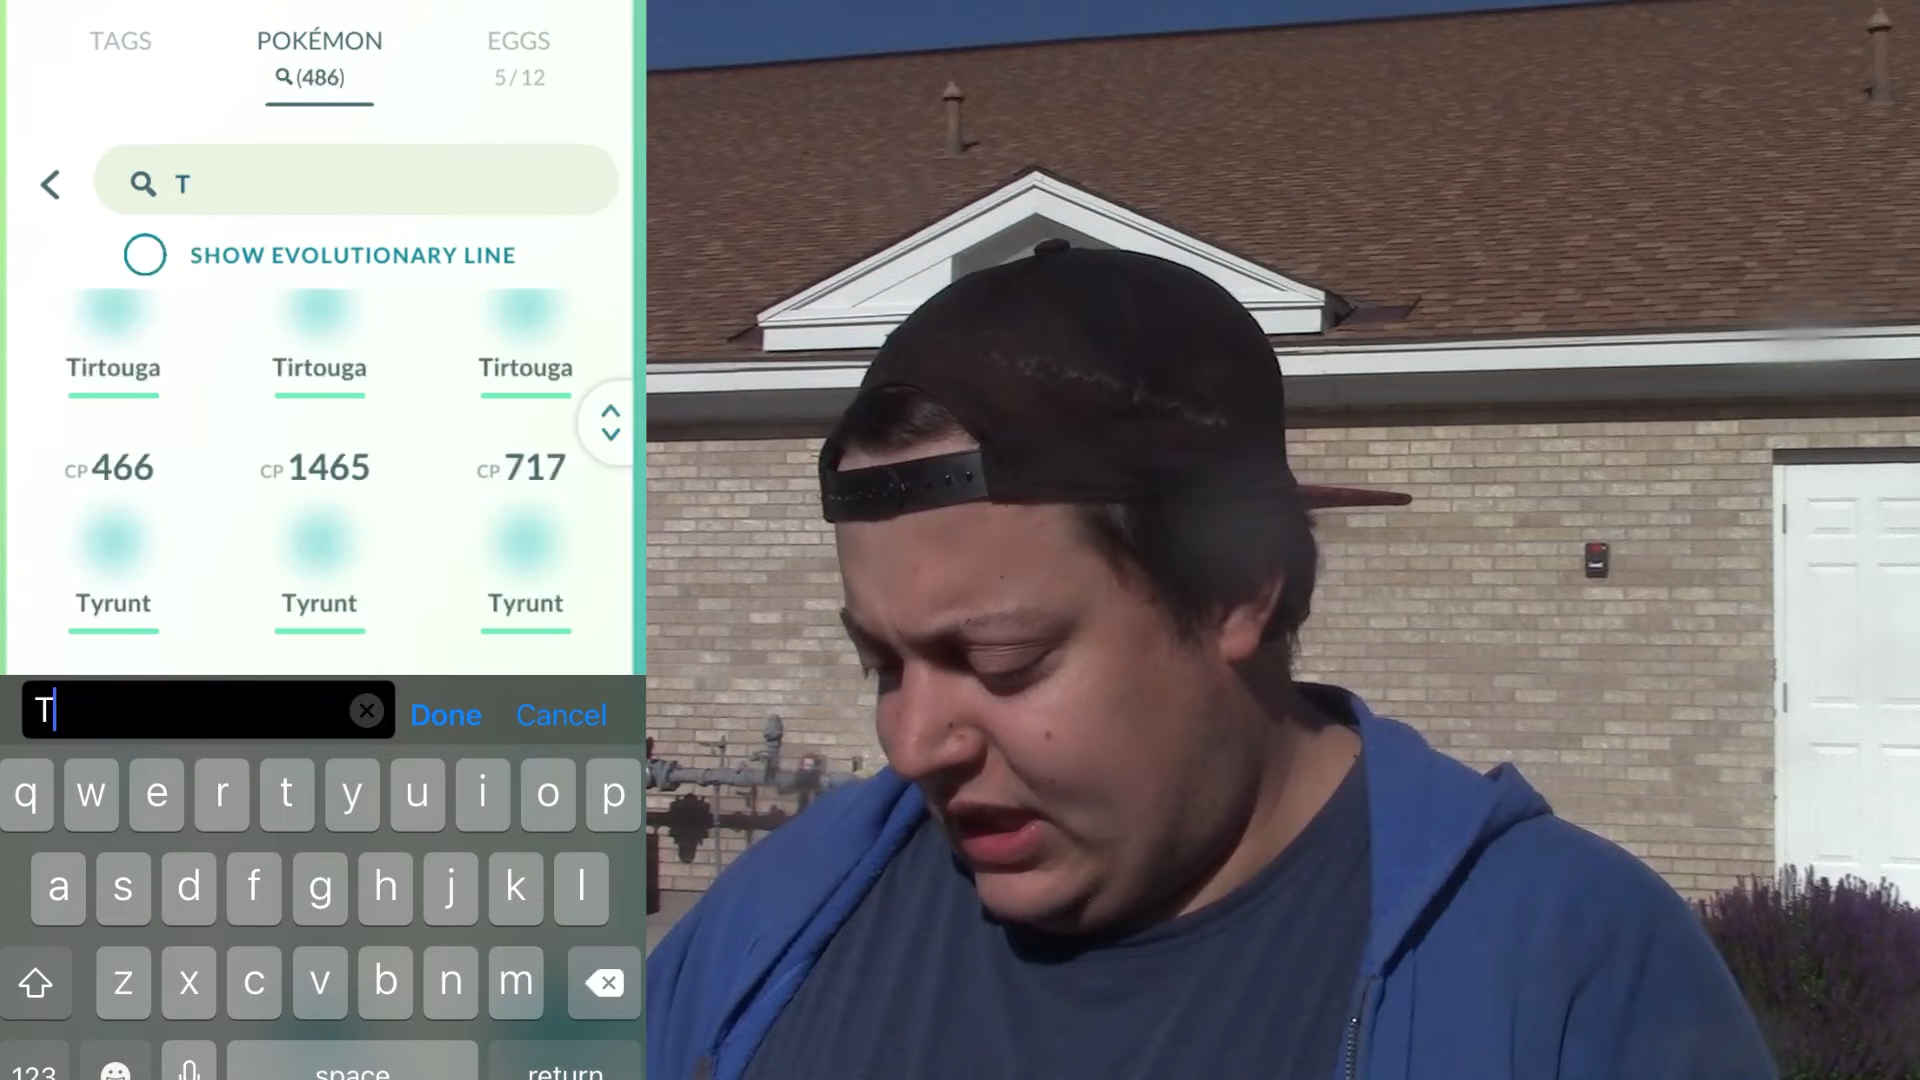 TAGS POKÉMON EGGS
(486) 5/12
T
SHOW EVOLUTIONARY LINE
Tirtouga Tirtouga Tirtouga
CP466 CP1465 CP717
Tyrunt Tyrunt Tyrunt
T Done Cancel
q w e r t y u i o p
a s d f g h j k l
z x c v b n m
123 space return